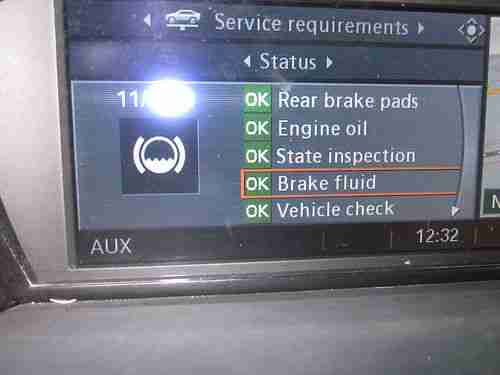 Service requirements
Status
OK Rear brake pads
OK Engine oil
OK State inspection
OK Brake fluid
OK Vehicle check
AUX
12:32